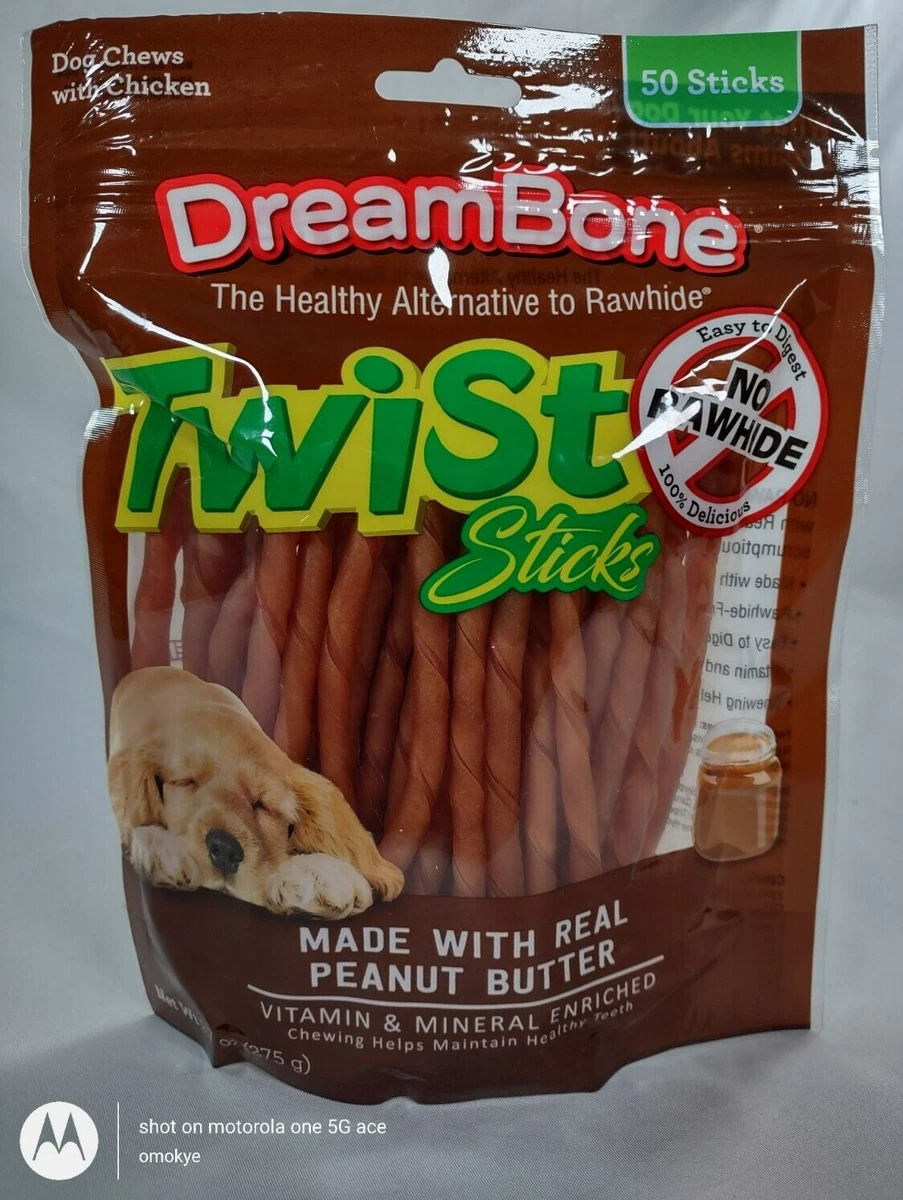 Dog Chews
with Chicken
50 Sticks
DreamBone
The Healthy Alternative to Rawhide®
Easy to Digest
NO
RAWHIDE
100% Delicious
TwiSt
Sticks
MADE WITH REAL
PEANUT BUTTER
VITAMIN & MINERAL ENRICHED
Chewing Helps Maintain Healthy Teeth
Net Wt
(275 g)
shot on motorola one 5G ace
omokye